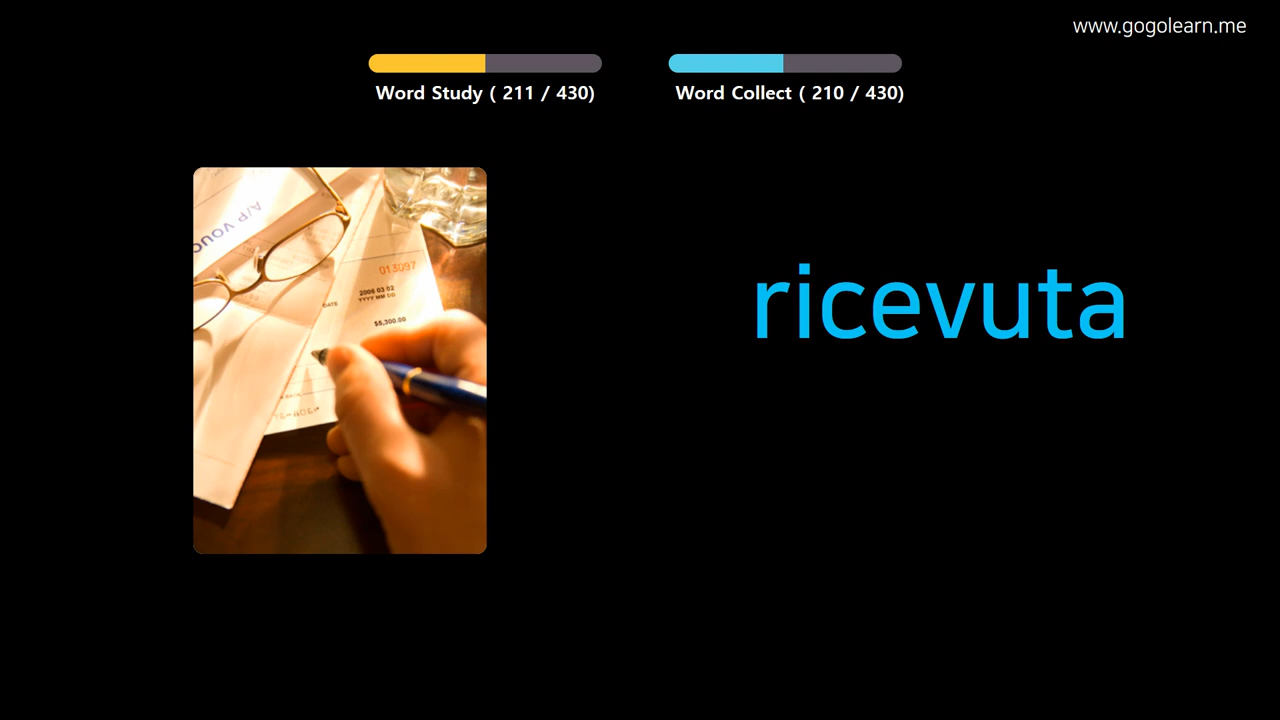 www.gogolearn.me
Word Study ( 211 / 430)
Word Collect ( 210 / 430)
A/P VOUC
013097
2006 03 02
YYYY MM DD
DATE
$5,300.00
ricevuta